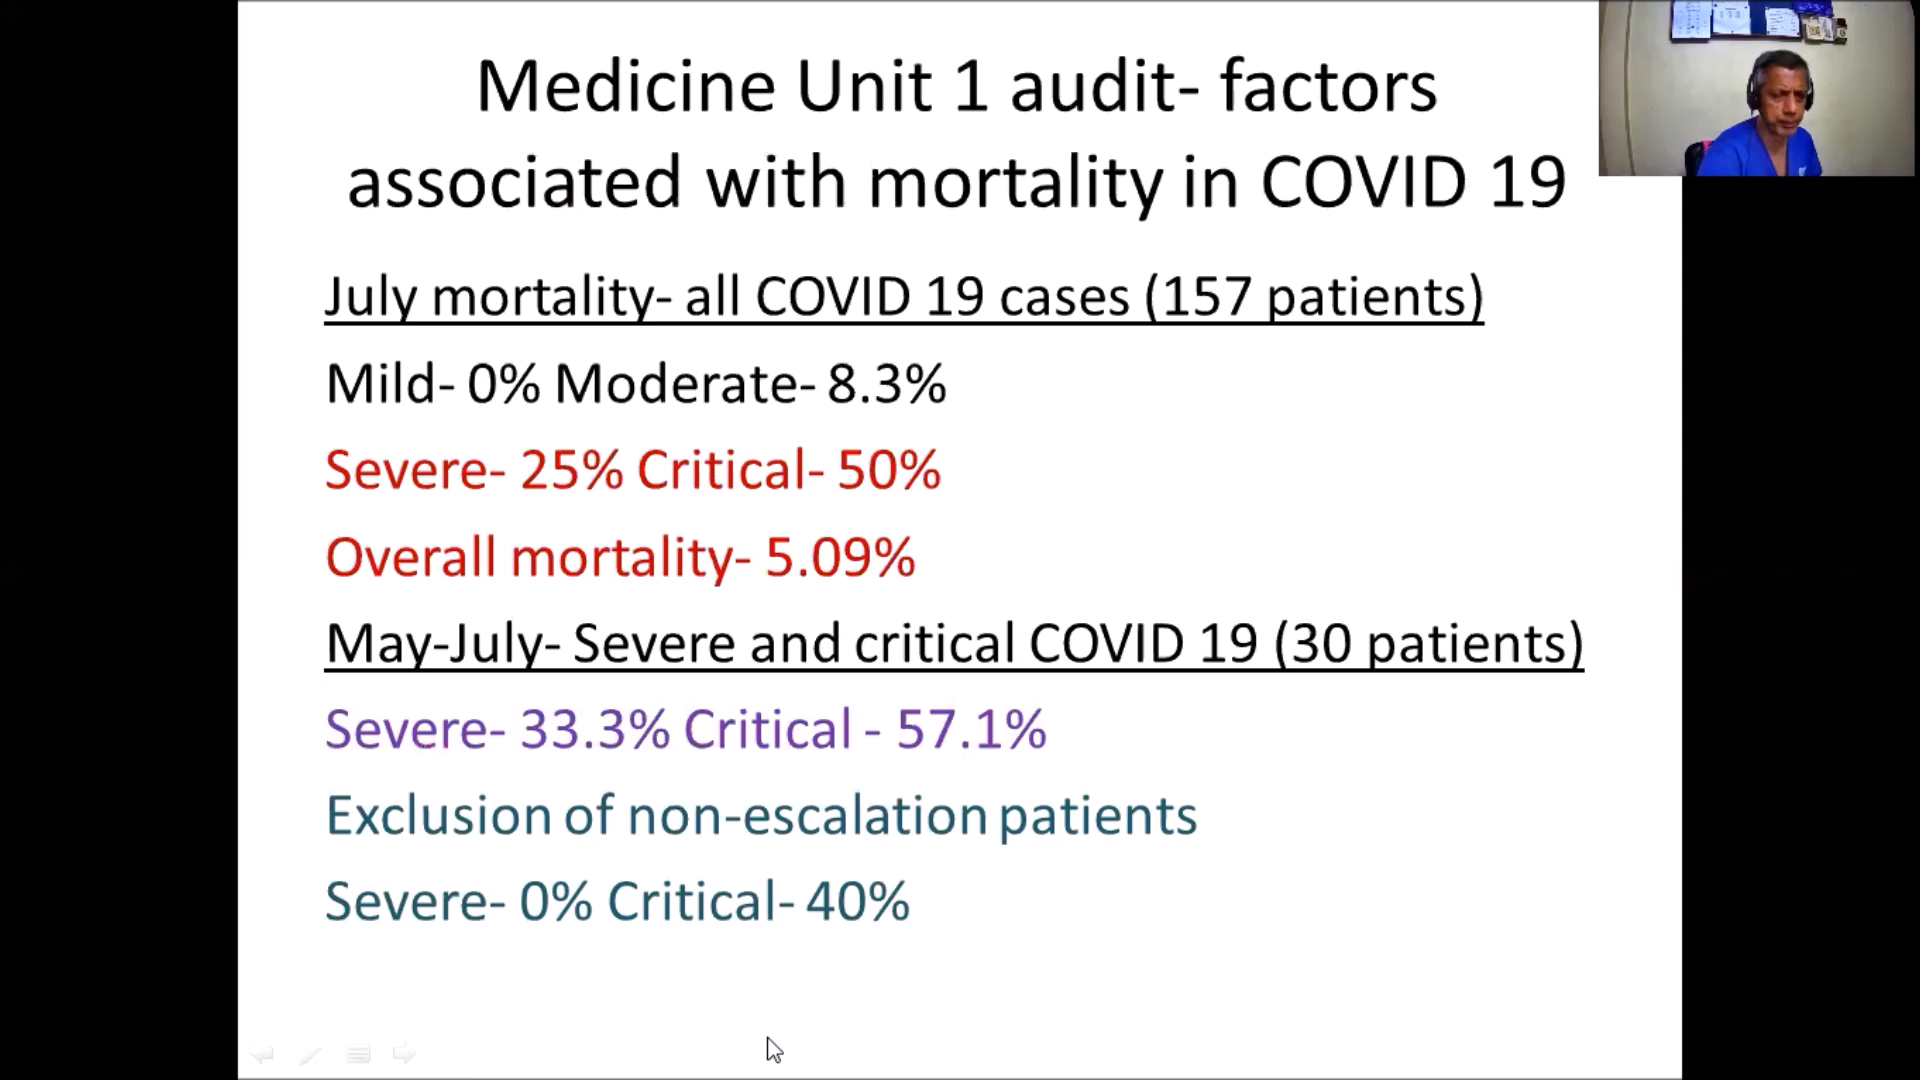 Medicine Unit 1 audit- factors
associated with mortality in COVID 19
July mortality- all COVID 19 cases (157 patients)
Mild- 0% Moderate- 8.3%
Severe- 25% Critical- 50%
Overall mortality- 5.09%
May-July- Severe and critical COVID 19 (30 patients)
Severe- 33.3% Critical - 57.1%
Exclusion of non-escalation patients
Severe- 0% Critical- 40%